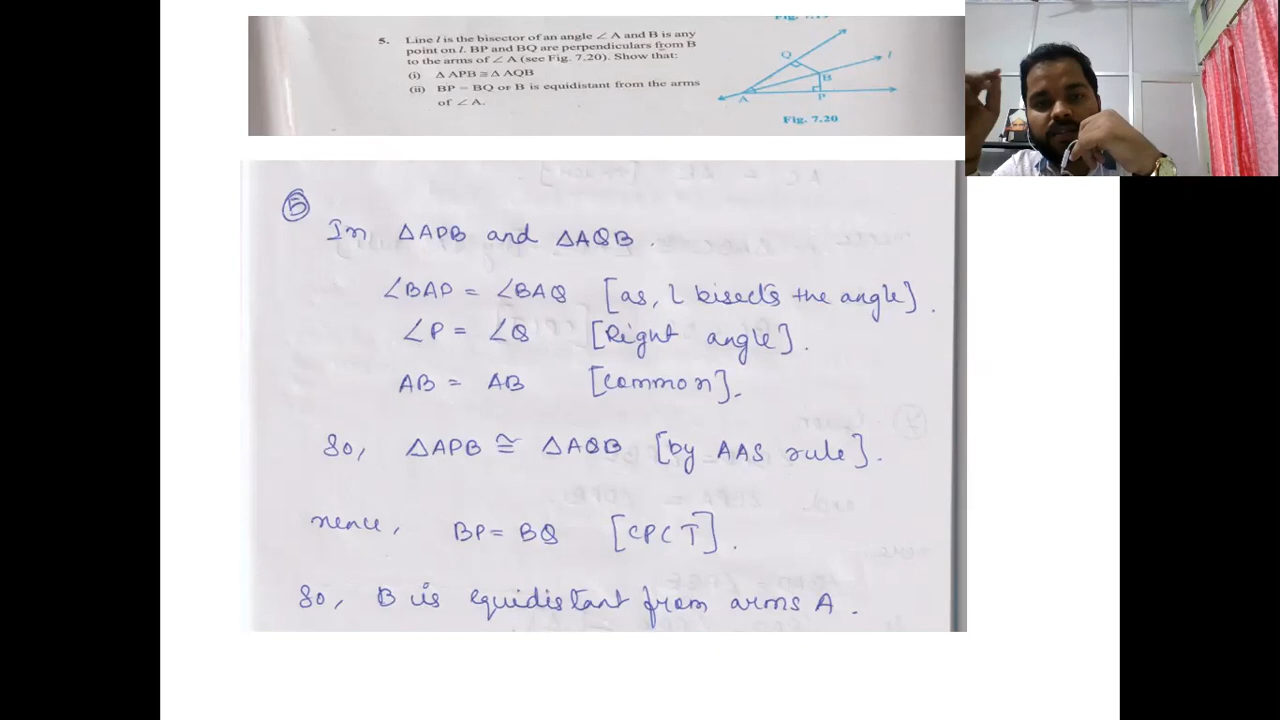 5. Line l is the bisector of an angle ∠ A and B is any
point on l. BP and BQ are perpendiculars from B
to the arms of ∠ A (see Fig. 7.20). Show that:
(i) Δ APB ≅ Δ AQB
(ii) BP = BQ or B is equidistant from the arms
of ∠ A.
Q
l
B
A
P
Fig. 7.20
5
In ΔAPB and ΔAQB.
∠BAP = ∠BAQ [as, l bisects the angle].
∠P = ∠Q [Right angle].
AB = AB [common].
So, ΔAPB ≅ ΔAQB [by AAS rule].
Hence, BP = BQ [CPCT].
So, B is equidistant from arms A.